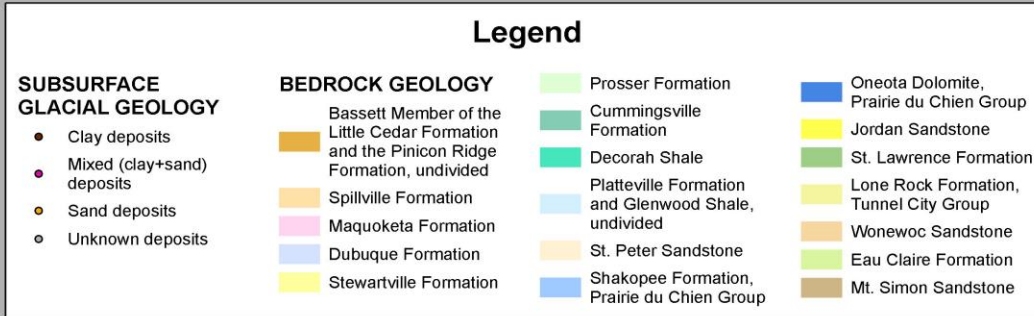 Legend
SUBSURFACE
GLACIAL GEOLOGY
Clay deposits
Mixed (clay+sand)
deposits
Sand deposits
Unknown deposits
BEDROCK GEOLOGY
Bassett Member of the
Little Cedar Formation
and the Pinicon Ridge
Formation, undivided
Spillville Formation
Maquoketa Formation
Dubuque Formation
Stewartville Formation
Prosser Formation
Cummingsville
Formation
Decorah Shale
Platteville Formation
and Glenwood Shale,
undivided
St. Peter Sandstone
Shakopee Formation,
Prairie du Chien Group
Oneota Dolomite,
Prairie du Chien Group
Jordan Sandstone
St. Lawrence Formation
Lone Rock Formation,
Tunnel City Group
Wonewoc Sandstone
Eau Claire Formation
Mt. Simon Sandstone